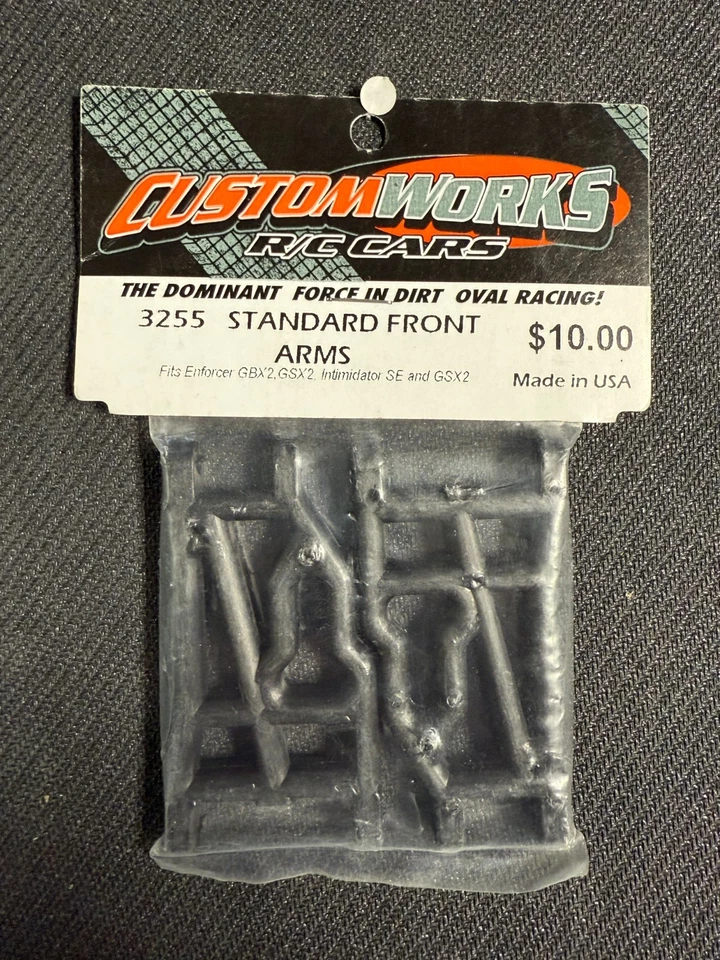 CUSTOMWORKS
R/C CARS
THE DOMINANT FORCE IN DIRT OVAL RACING!
3255 STANDARD FRONT
ARMS
$10.00
Fits Enforcer GBX2,GSX2, Intimidator SE and GSX2
Made in USA